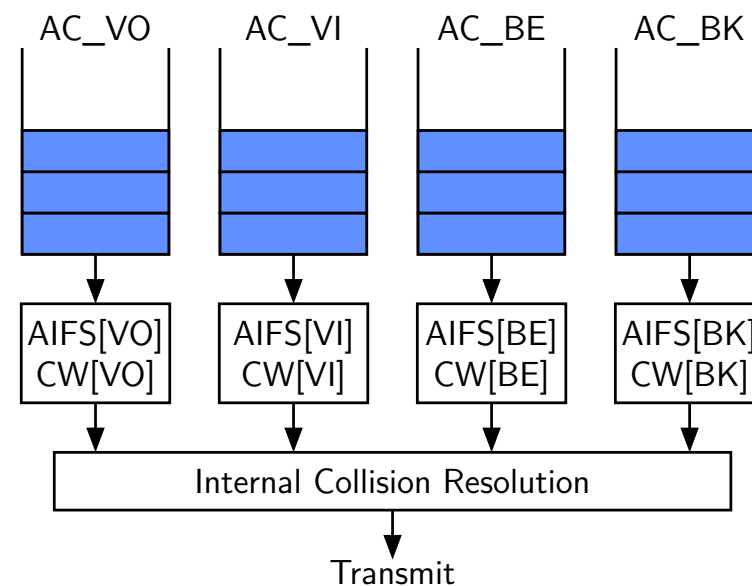 AC_VO AC_VI AC_BE AC_BK
AIFS[VO] AIFS[VI] AIFS[BE] AIFS[BK]
CW[VO] CW[VI] CW[BE] CW[BK]
Internal Collision Resolution
Transmit